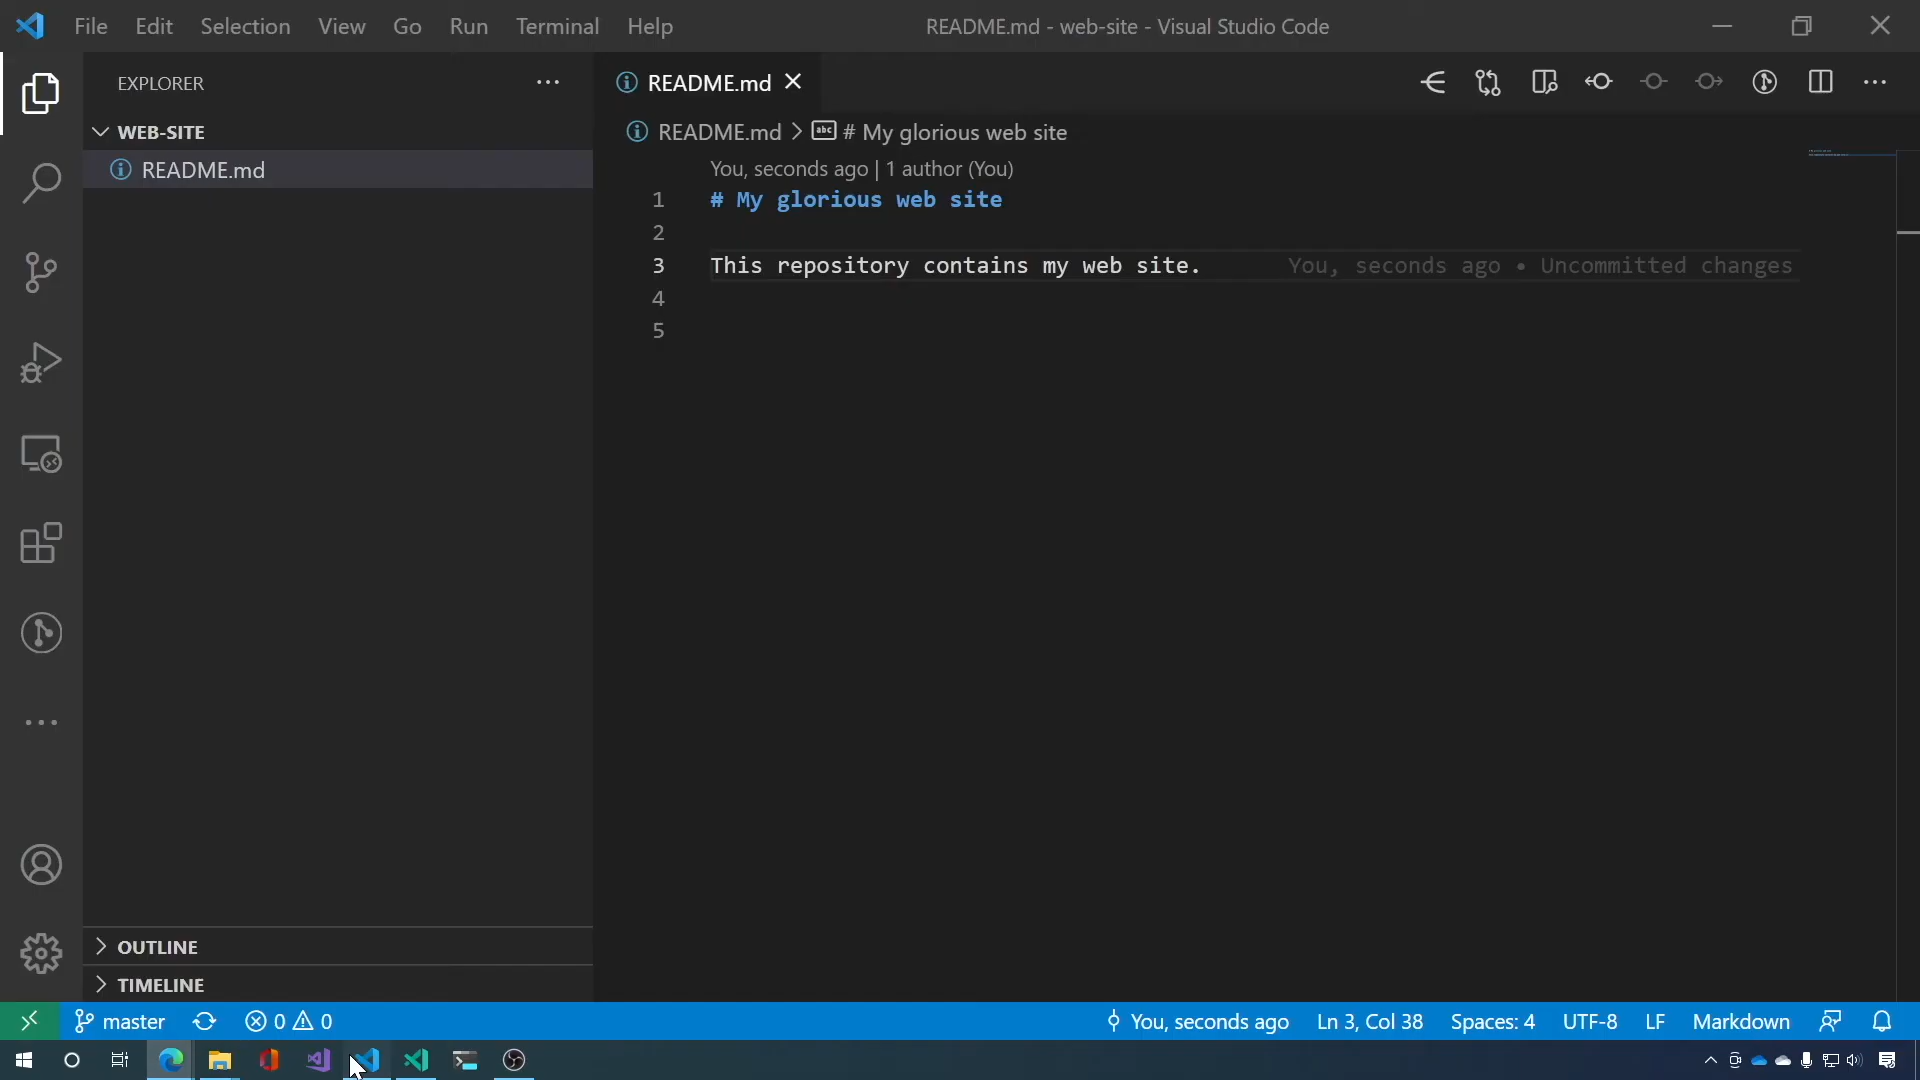 File Edit Selection View Go Run Terminal Help README.md - web-site - Visual Studio Code
EXPLORER
README.md
WEB-SITE
README.md > # My glorious web site
README.md
You, seconds ago | 1 author (You)
1 # My glorious web site
2
3 This repository contains my web site. You, seconds ago • Uncommitted changes
4
5
OUTLINE
TIMELINE
master 0 0 You, seconds ago Ln 3, Col 38 Spaces: 4 UTF-8 LF Markdown